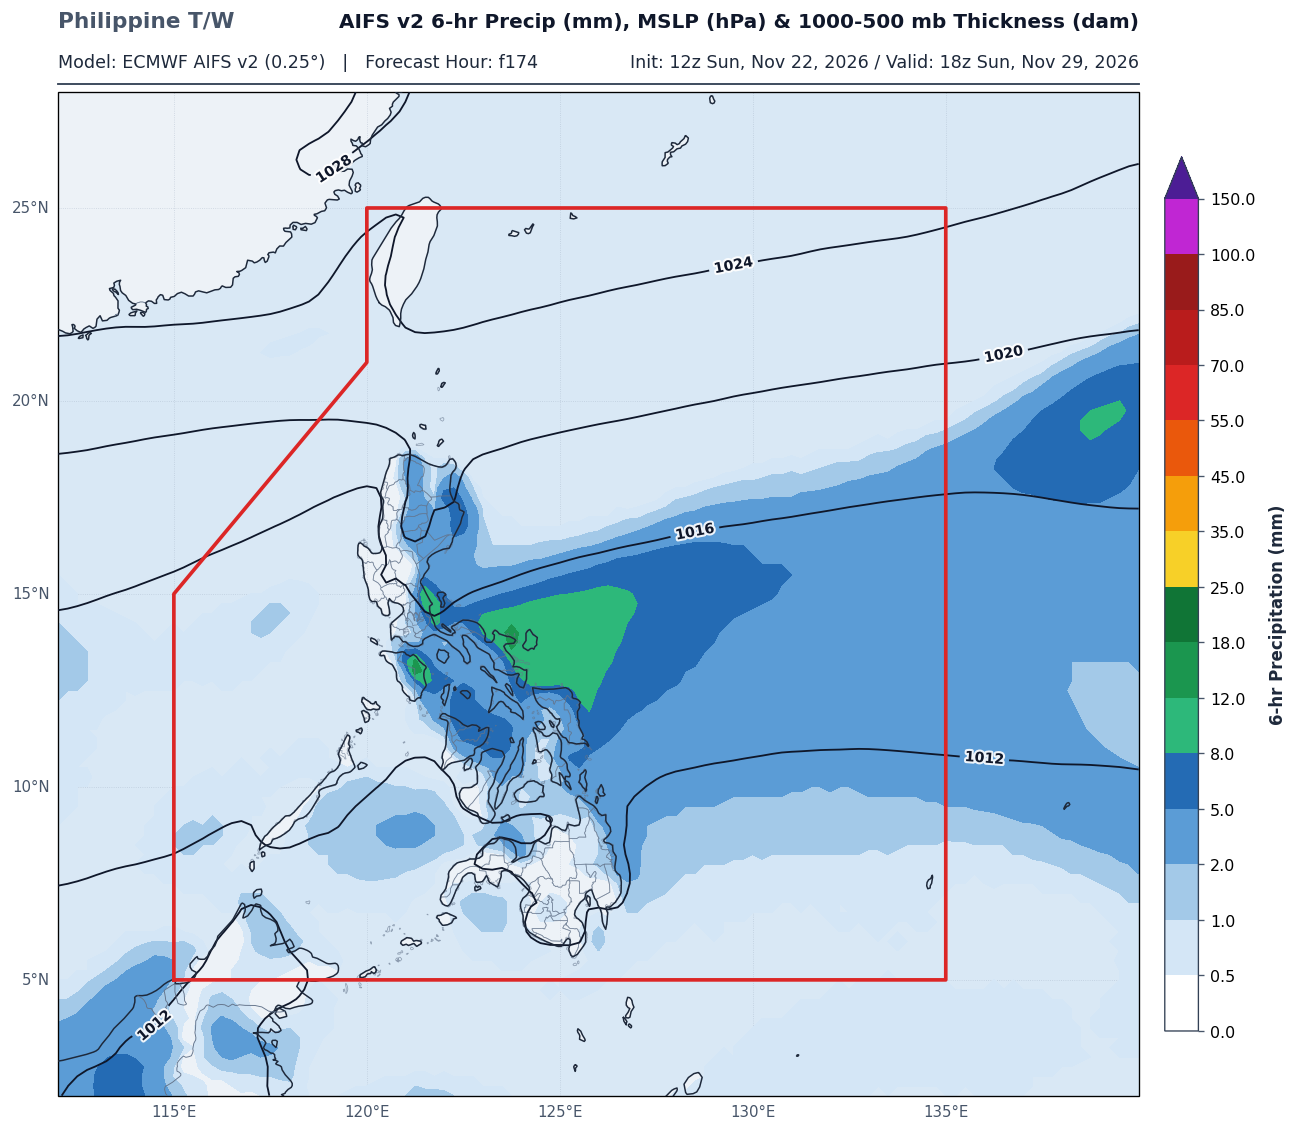 Philippine T/W
AIFS v2 6-hr Precip (mm), MSLP (hPa) & 1000-500 mb Thickness (dam)
Model: ECMWF AIFS v2 (0.25°) | Forecast Hour: f174
Init: 12z Sun, Nov 22, 2026 / Valid: 18z Sun, Nov 29, 2026
1028
1024
1020
1016
1012
1012
25°N
20°N
15°N
10°N
5°N
115°E
120°E
125°E
130°E
135°E
150.0
100.0
85.0
70.0
55.0
45.0
35.0
25.0
18.0
12.0
8.0
5.0
2.0
1.0
0.5
0.0
6-hr Precipitation (mm)